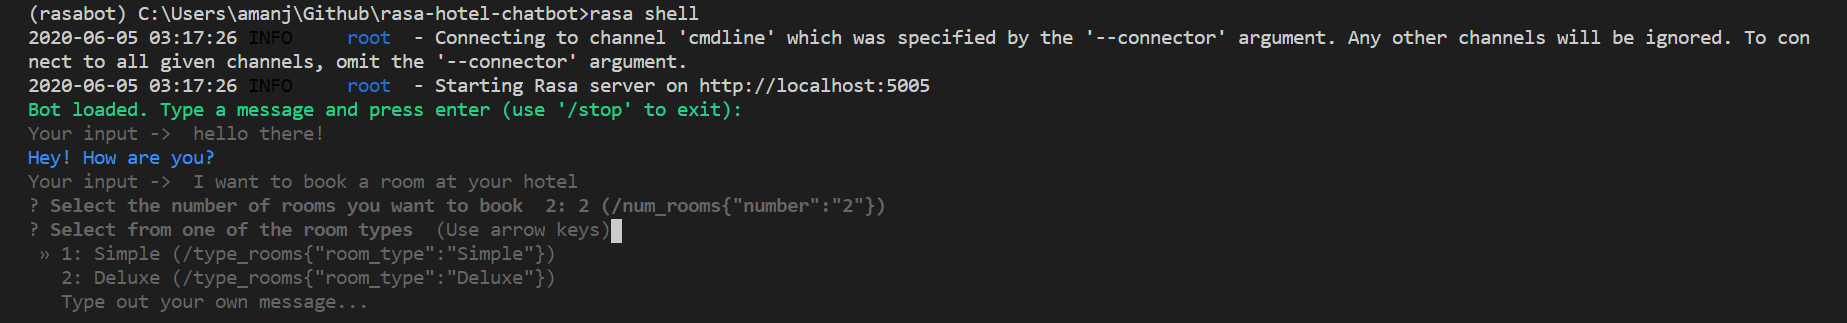 (rasabot) C:\Users\amanj\Github\rasa-hotel-chatbot>rasa shell
2020-06-05 03:17:26 INFO     root  - Connecting to channel 'cmdline' which was specified by the '--connector' argument. Any other channels will be ignored. To con
nect to all given channels, omit the '--connector' argument.
2020-06-05 03:17:26 INFO     root  - Starting Rasa server on http://localhost:5005
Bot loaded. Type a message and press enter (use '/stop' to exit):
Your input ->  hello there!
Hey! How are you?
Your input ->  I want to book a room at your hotel
? Select the number of rooms you want to book  2: 2 (/num_rooms{"number":"2"})
? Select from one of the room types  (Use arrow keys)
 » 1: Simple (/type_rooms{"room_type":"Simple"})
   2: Deluxe (/type_rooms{"room_type":"Deluxe"})
   Type out your own message...